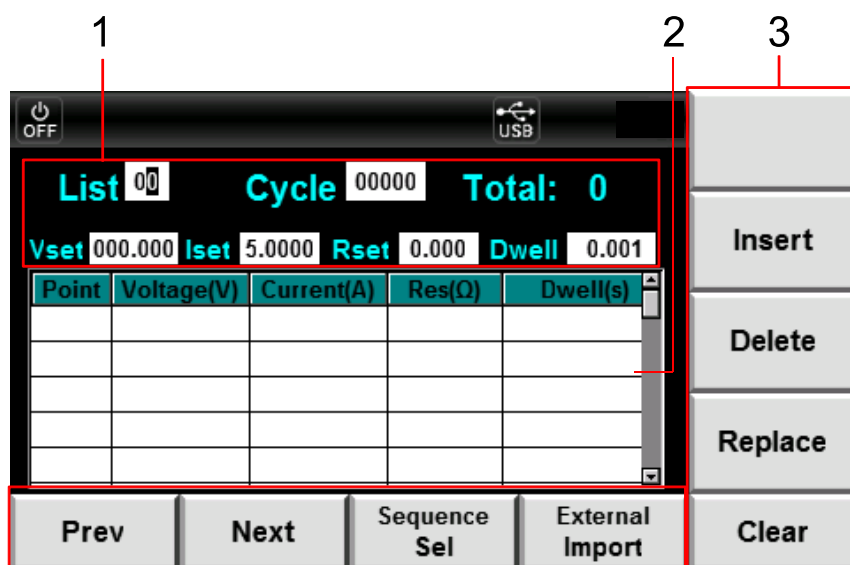 1 2 3
OFF USB
List 00 Cycle 00000 Total: 0
Vset 000.000 Iset 5.0000 Rset 0.000 Dwell 0.001
Point Voltage(V) Current(A) Res(Ω) Dwell(s)
Insert
Delete
Replace
Prev Next Sequence Sel External Import Clear